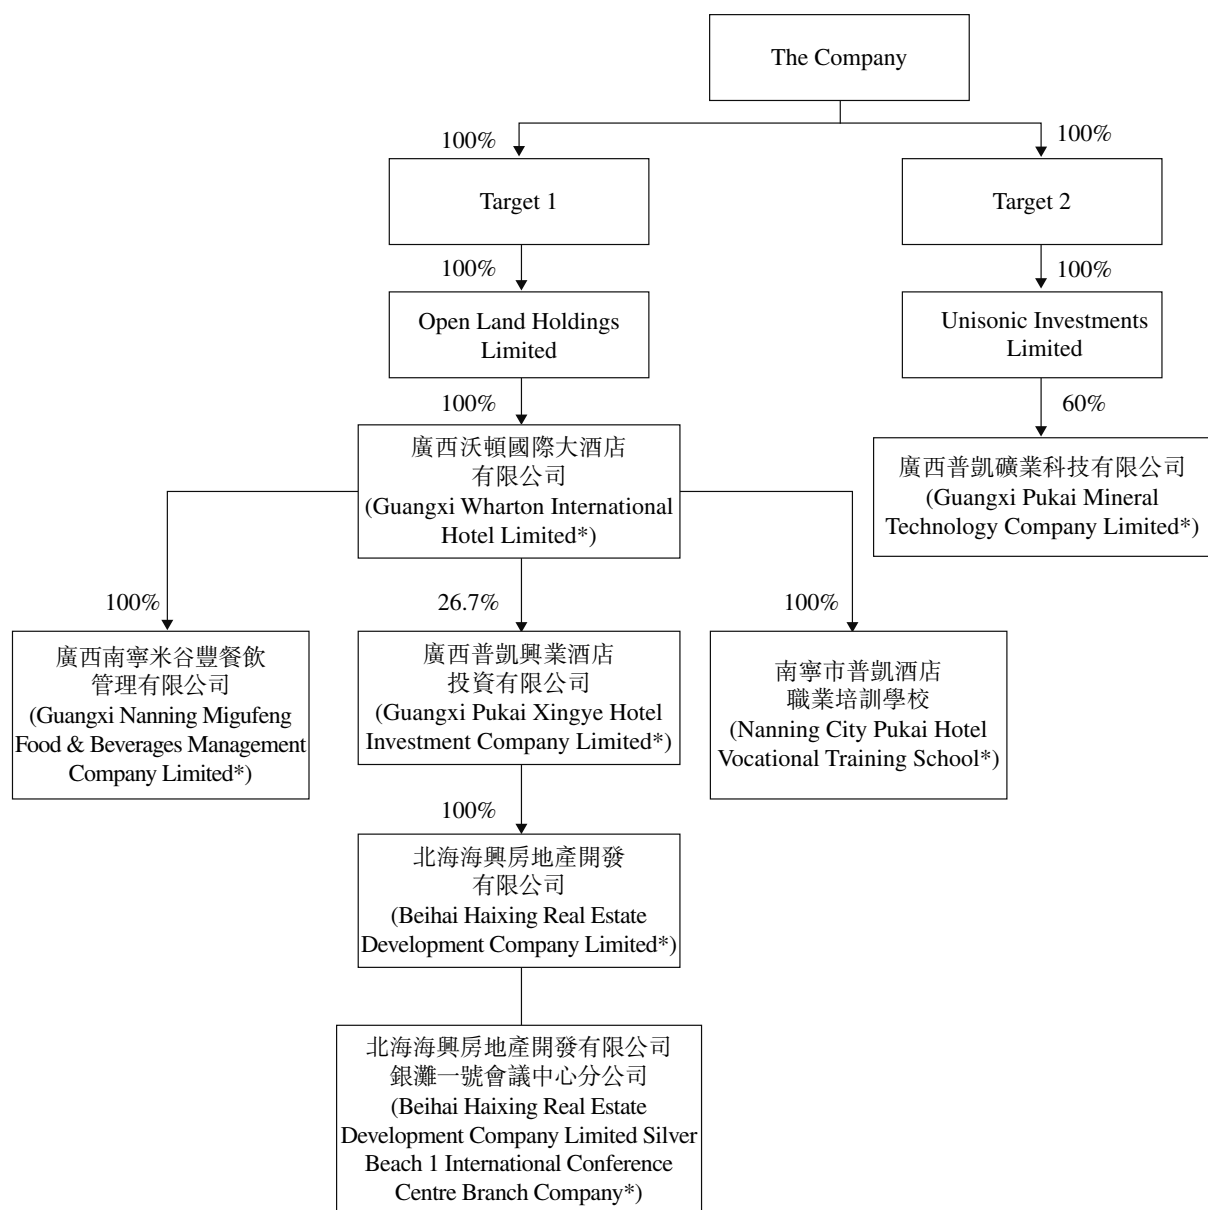 The Company
100%
100%
Target 1
Target 2
100%
100%
Open Land Holdings
Limited
Unisonic Investments
Limited
100%
60%
廣西沃頓國際大酒店
有限公司
(Guangxi Wharton International
Hotel Limited*)
廣西普凱礦業科技有限公司
(Guangxi Pukai Mineral
Technology Company Limited*)
100%
26.7%
100%
廣西南寧米谷豐餐飲
管理有限公司
(Guangxi Nanning Migufeng
Food & Beverages Management
Company Limited*)
廣西普凱興業酒店
投資有限公司
(Guangxi Pukai Xingye Hotel
Investment Company Limited*)
南寧市普凱酒店
職業培訓學校
(Nanning City Pukai Hotel
Vocational Training School*)
100%
北海海興房地產開發
有限公司
(Beihai Haixing Real Estate
Development Company Limited*)
北海海興房地產開發有限公司
銀灘一號會議中心分公司
(Beihai Haixing Real Estate
Development Company Limited Silver
Beach 1 International Conference
Centre Branch Company*)